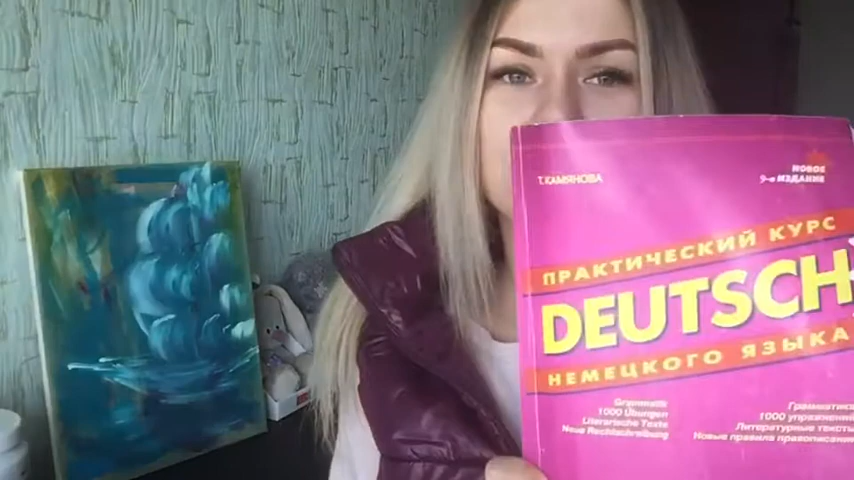 Т.КАМЯНОВА
НОВОЕ
9-е ИЗДАНИЕ
ПРАКТИЧЕСКИЙ КУРС
DEUTSCH
НЕМЕЦКОГО ЯЗЫКА
Grammatik
1000 Übungen
Literarische Texte
Neue Rechtschreibung
Грамматика
1000 упражнений
Литературные тексты
Новые правила правописания